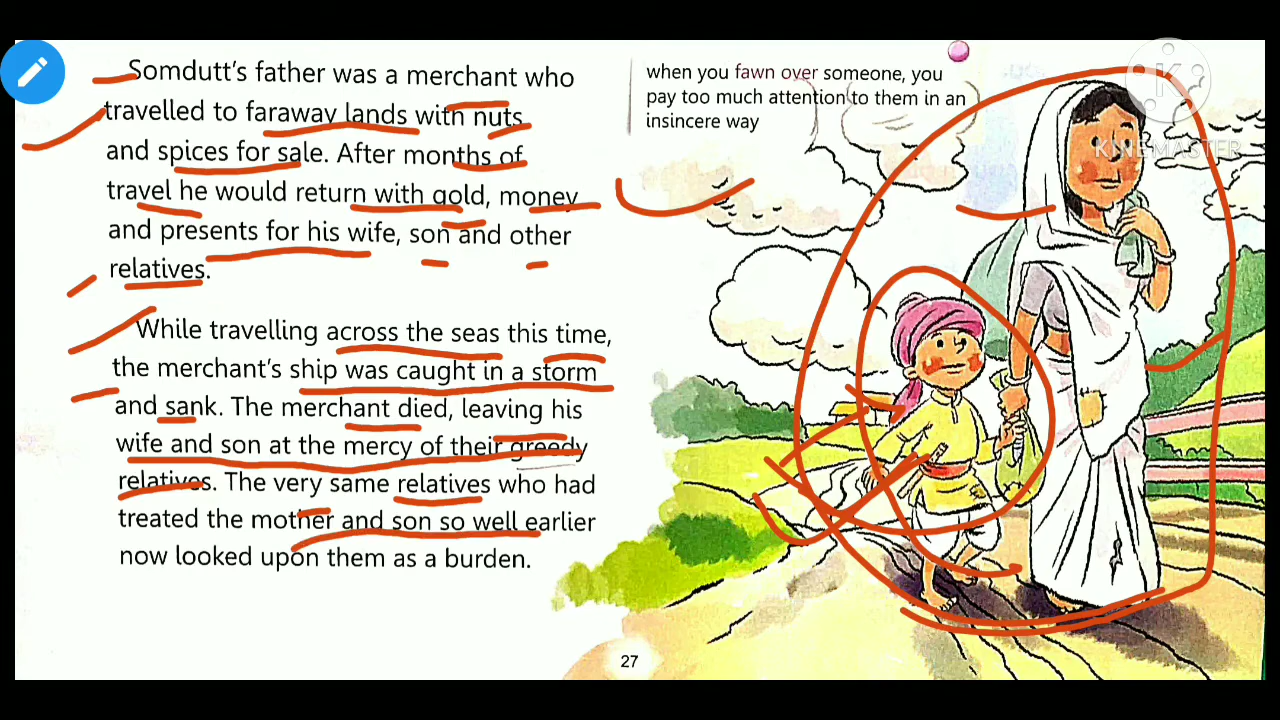 Somdutt's father was a merchant who
travelled to faraway lands with nuts
and spices for sale. After months of
travel he would return with gold, money
and presents for his wife, son and other
relatives.
While travelling across the seas this time,
the merchant's ship was caught in a storm
and sank. The merchant died, leaving his
wife and son at the mercy of their greedy
relatives. The very same relatives who had
treated the mother and son so well earlier
now looked upon them as a burden.
when you fawn over someone, you
pay too much attention to them in an
insincere way
K
KINEMASTER
27